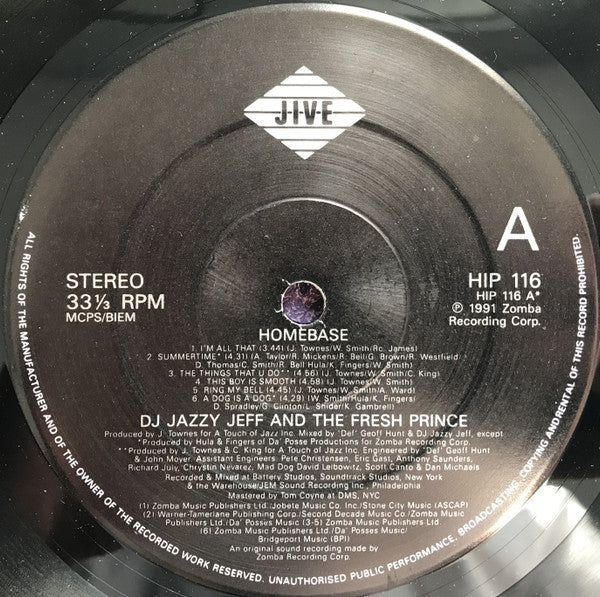 J·I·V·E
A
STEREO
33⅓ RPM
MCPS/BIEM
HIP 116
HIP 116 A*
℗ 1991 Zomba
Recording Corp.
HOMEBASE
1. I'M ALL THAT (3.44) (J. Townes/W. Smith/Rc. James)
2. SUMMERTIME* (4.31) (A. Taylor/R. Mickens/R. Bell/G. Brown/R. Westfield/
D. Thomas/C. Smith/R. Bell Hula/K. Fingers/W. Smith)
3. THE THINGS THAT U DO** (4.56) (J. Townes/W. Smith/C. King)
4. THIS BOY IS SMOOTH (4.58) (J. Townes/W. Smith)
5. RING MY BELL (4.45) (J. Townes/W. Smith/A. Ward)
6. A DOG IS A DOG* (4.29) (W. Smith/Hula/K. Fingers/
D. Spradley/G. Clinton/L. Snider/K. Gambrell)
DJ JAZZY JEFF AND THE FRESH PRINCE
Produced by J. Townes for A Touch of Jazz Inc. Mixed by 'Def' Geoff Hunt & DJ Jazzy Jeff, except
*Produced by Hula & Fingers of Da' Posse Productions for Zomba Recording Corp.
**Produced by J. Townes & C. King for A Touch of Jazz Inc. Engineered by 'Def' Geoff Hunt
& John Moyer. Assistant Engineers: Pete Christensen, Eric Gast, Anthony Saunders,
Richard July, Chrystin Nevarez, Mad Dog David Leibowitz, Scott Canto & Dan Michaels
Recorded & Mixed at Battery Studios, Soundtrack Studios, New York
& the Warehouse/JEM Sound Recording Inc., Philadelphia
Mastered by Tom Coyne at DMS, NYC
(1) Zomba Music Publishers Ltd./Jobete Music Co. Inc./Stone City Music (ASCAP)
(2) Warner-Tamerlane Publishing Corp./Second Decade Music Co/Zomba Music
Publishers Ltd./Da' Posses Music (3-5) Zomba Music Publishers Ltd.
(6) Zomba Music Publishers Ltd/Da' Posses Music/
Bridgeport Music (BPI)
An original sound recording made by
Zomba Recording Corp.
ALL RIGHTS OF THE MANUFACTURER AND OF THE OWNER OF THE RECORDED WORK RESERVED. UNAUTHORISED PUBLIC PERFORMANCE, BROADCASTING, COPYING AND RENTAL OF THIS RECORD PROHIBITED.